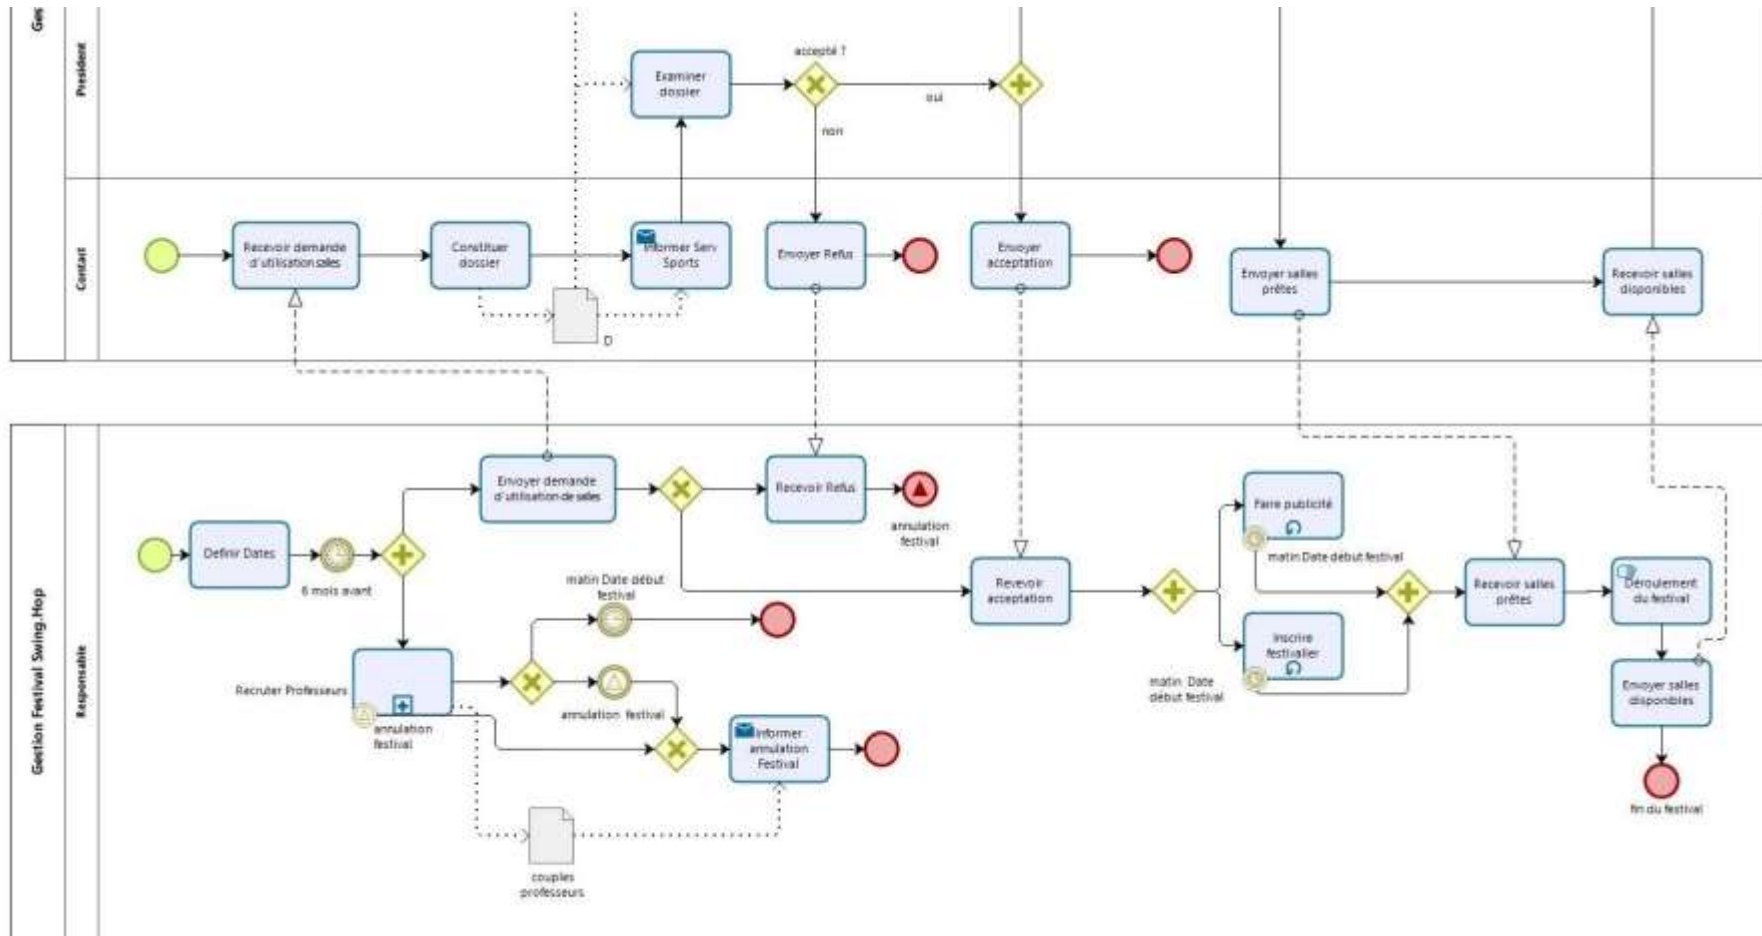 Ges
Président
accepté ?
Examiner
dossier
oui
non
Contact
Recevoir demande
d'utilisation salles
Constituer
dossier
Informer Serv
Sports
Envoyer Refus
Envoyer
acceptation
Envoyer salles
prêtes
Recevoir salles
disponibles
D
Gestion Festival Swing.Hop
Responsable
Envoyer demande
d'utilisation de salles
Recevoir Refus
annulation
festival
Faire publicité
Definir Dates
6 mois avant
matin Date début festival
matin Date début
festival
Revevoir
acceptation
Recevoir salles
prêtes
Déroulement
du festival
Inscrire
festivalier
matin Date
début festival
Recruter Professeurs
annulation
festival
annulation festival
Envoyer salles
disponibles
Informer
annulation
Festival
fin du festival
couples
professeurs